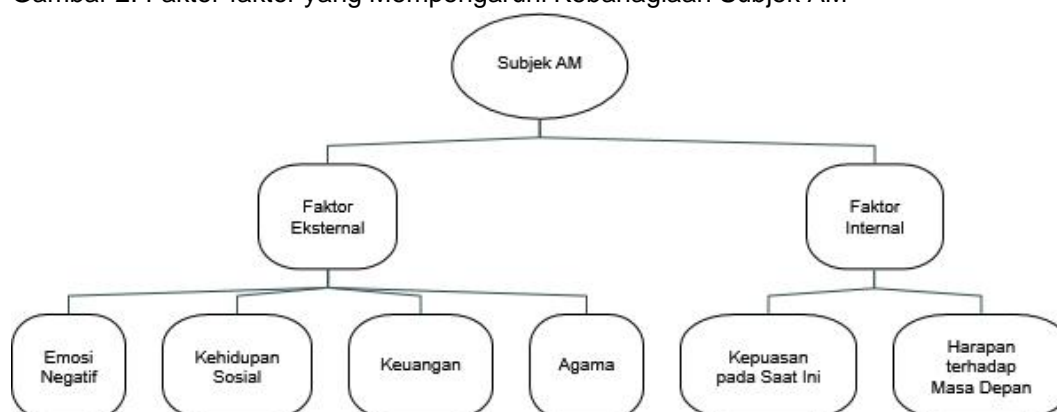 Gambar 2. Faktor-faktor yang Mempengaruhi Kebahagiaan Subjek AM
Subjek AM
Faktor
Eksternal
Faktor
Internal
Emosi
Negatif
Kehidupan
Sosial
Keuangan
Agama
Kepuasan
pada Saat Ini
Harapan
terhadap
Masa Depan